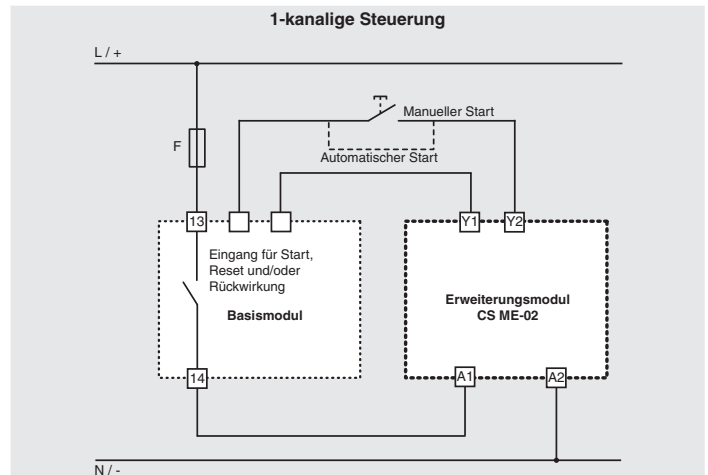 1-kanalige Steuerung
L / +
Manueller Start
F
Automatischer Start
13
Y1
Y2
Eingang für Start,
Reset und/oder
Rückwirkung
Basismodul
Erweiterungsmodul
CS ME-02
14
A1
A2
N / -